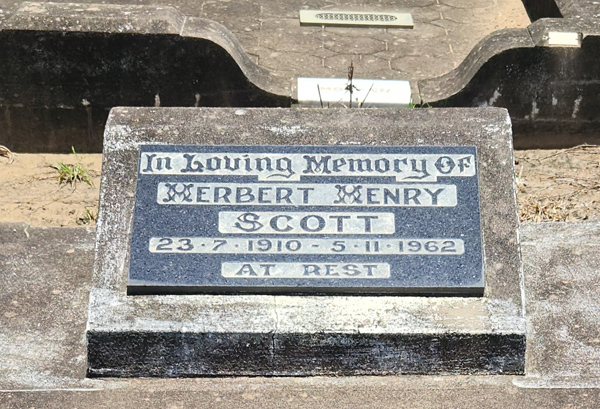 In Loving Memory Of
HERBERT HENRY
SCOTT
23·7·1910 - 5·11·1962
AT REST